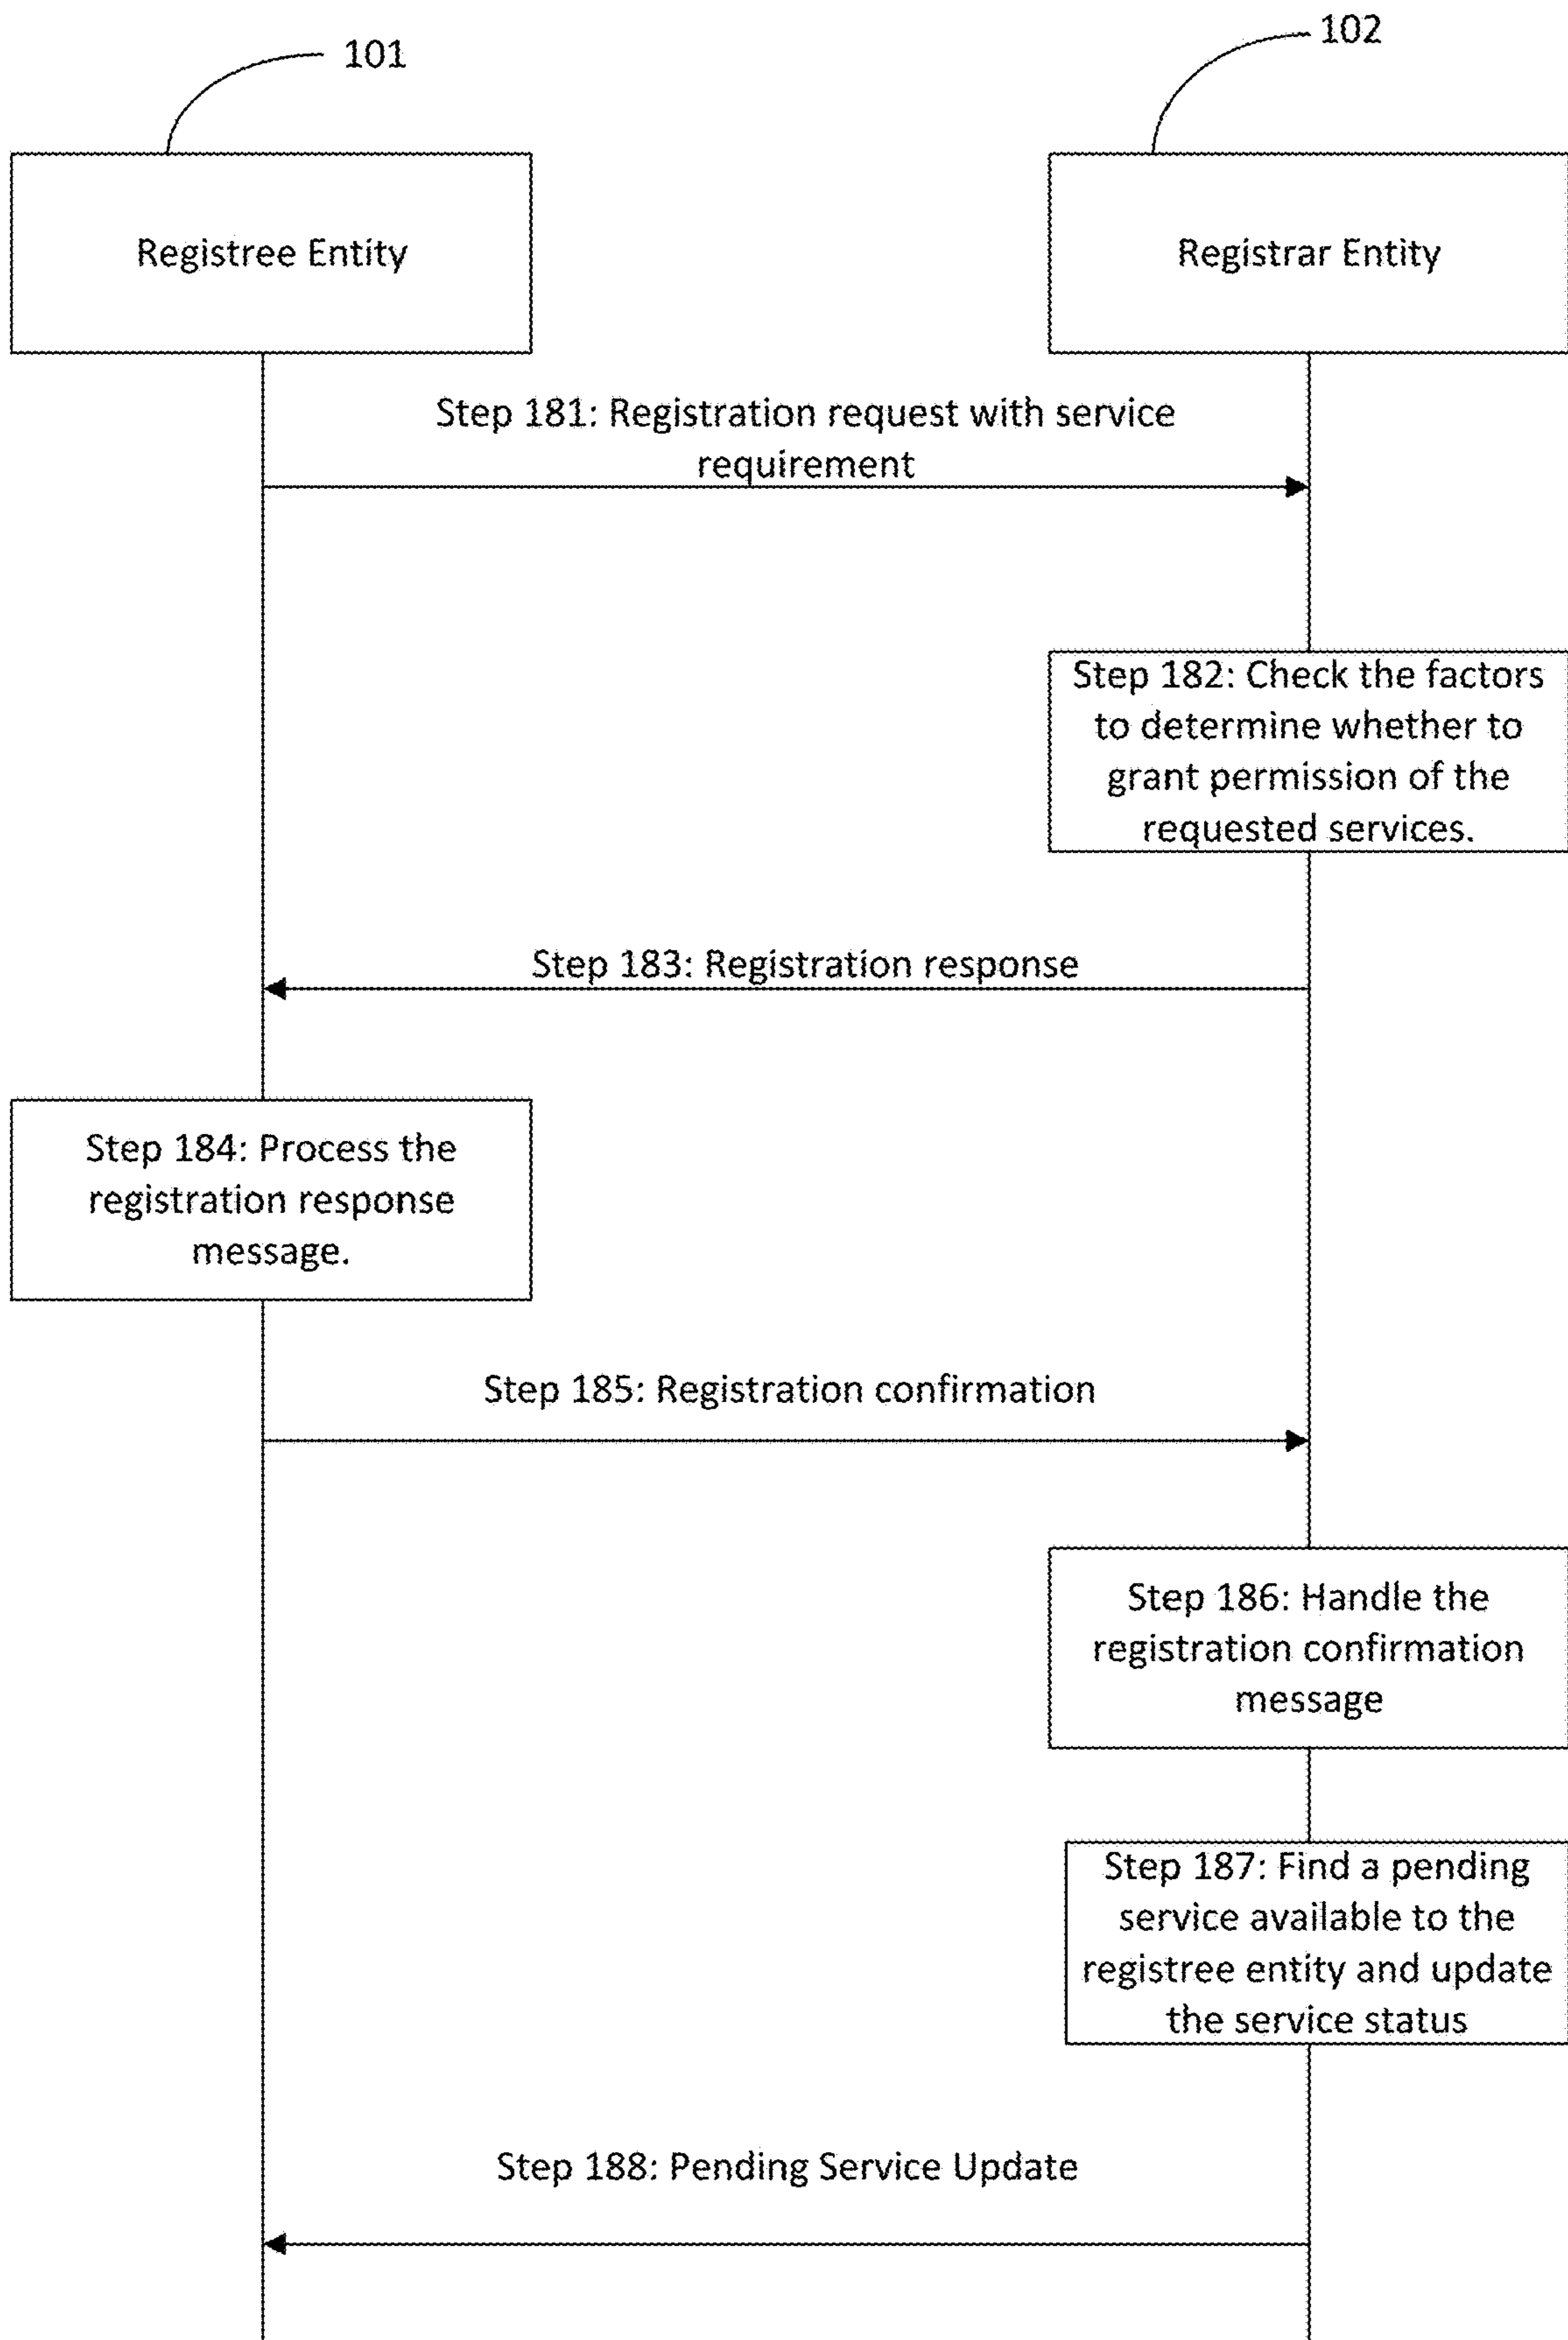 101
102
Registree Entity
Registrar Entity
Step 181: Registration request with service
requirement
Step 182: Check the factors
to determine whether to
grant permission of the
requested services.
Step 183: Registration response
Step 184: Process the
registration response
message.
Step 185: Registration confirmation
Step 186: Handle the
registration confirmation
message
Step 187: Find a pending
service available to the
registree entity and update
the service status
Step 188: Pending Service Update